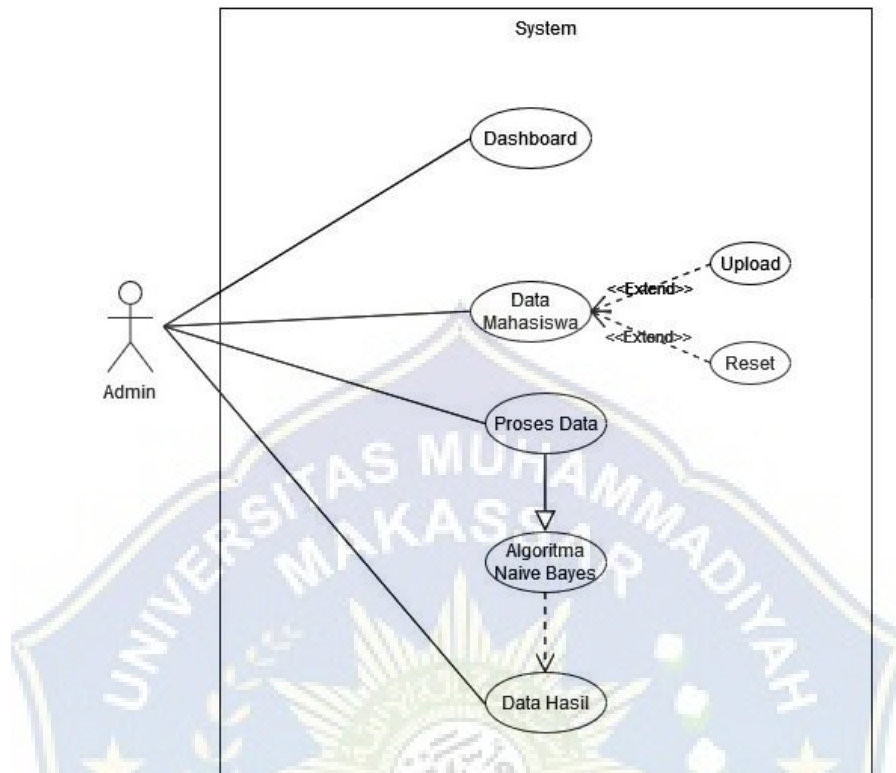 System
Dashboard
Upload
<<Extend>>
Data
Mahasiswa
<<Extend>>
Reset
Admin
Proses Data
UNIVERSITAS MUHAMMADIYAH
MAKASSAR
Algoritma
Naive Bayes
Data Hasil